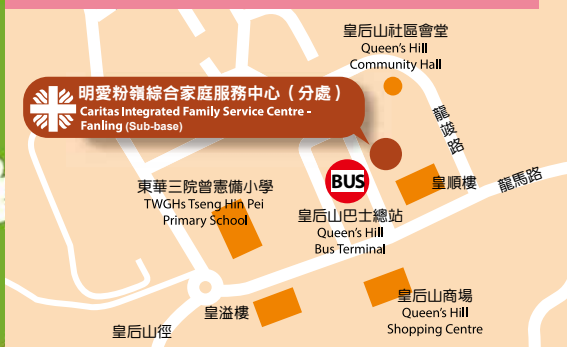 皇后山社區會堂
Queen's Hill
Community Hall
明愛粉嶺綜合家庭服務中心（分處）
Caritas Integrated Family Service Centre -
Fanling (Sub-base)
龍峻路
龍馬路
東華三院曾憲備小學
TWGHs Tseng Hin Pei
Primary School
BUS
皇順樓
皇后山巴士總站
Queen's Hill
Bus Terminal
皇溢樓
皇后山商場
Queen's Hill
Shopping Centre
皇后山徑